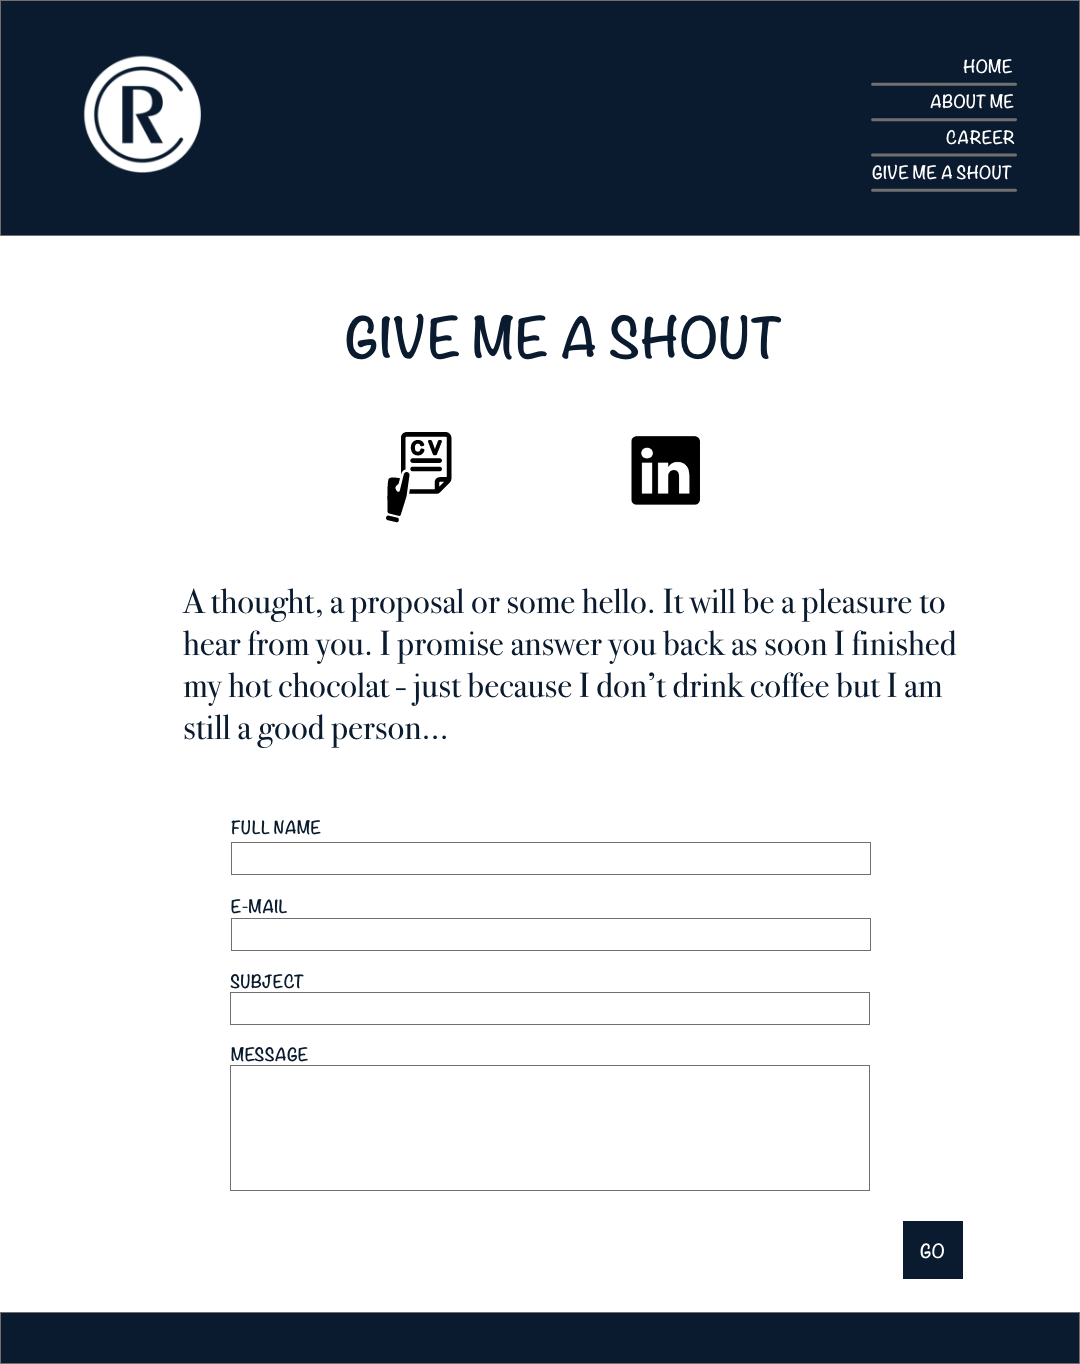 R
HOME
ABOUT ME
CAREER
GIVE ME A SHOUT
GIVE ME A SHOUT
CV
in
A thought, a proposal or some hello. It will be a pleasure to
hear from you. I promise answer you back as soon I finished
my hot chocolat - just because I don’t drink coffee but I am
still a good person...
FULL NAME
E-MAIL
SUBJECT
MESSAGE
GO